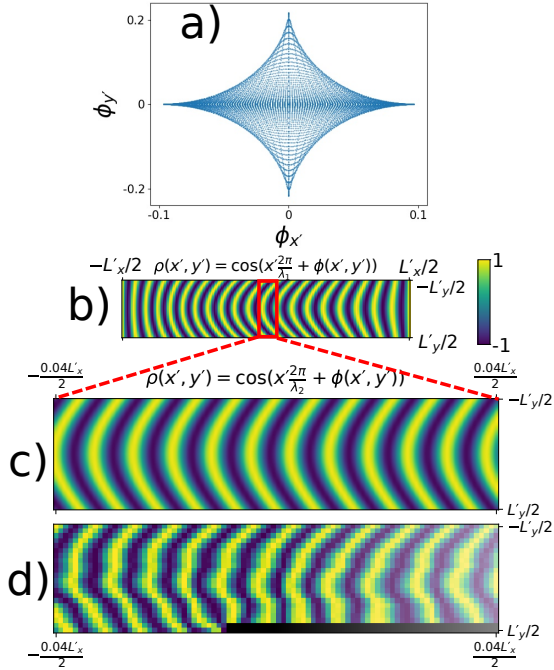 a)
0.2
0
-0.2
ϕy′
-0.1 0 0.1
ϕx′
−L′x/2 ρ(x′, y′) = cos(x′ 2π/λ1 + ϕ(x′, y′)) L′x/2
b)
−L′y/2
L′y/2
1
-1
−0.04L′x/2 ρ(x′, y′) = cos(x′ 2π/λ2 + ϕ(x′, y′)) 0.04L′x/2
c)
−L′y/2
L′y/2
d)
−L′y/2
L′y/2
−0.04L′x/2 0.04L′x/2